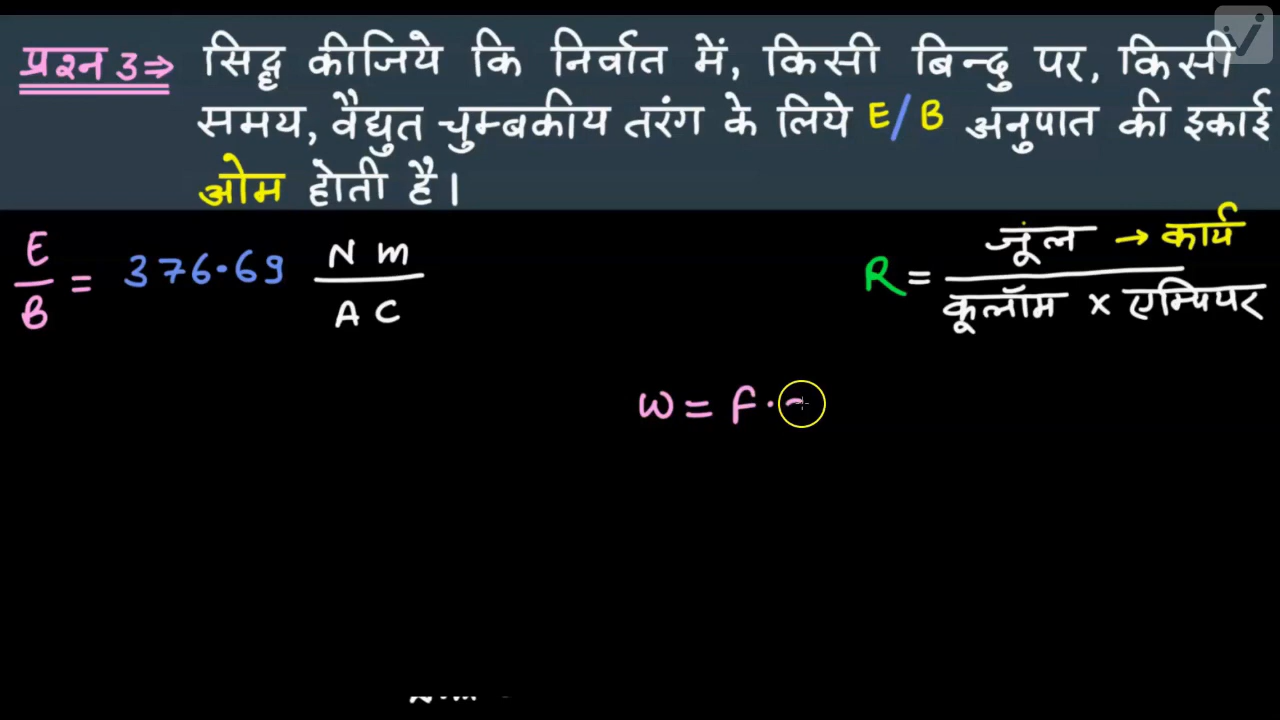 प्रश्न 3⇒ सिद्ध कीजिये कि निर्वात में, किसी बिन्दु पर, किसी
समय, वैद्युत चुम्बकीय तरंग के लिये E/B अनुपात की इकाई
ओम होती है।
E/B = 376.69 N m / A C
R = जूल → कार्य / कूलॉम × एम्पियर
W = F ·